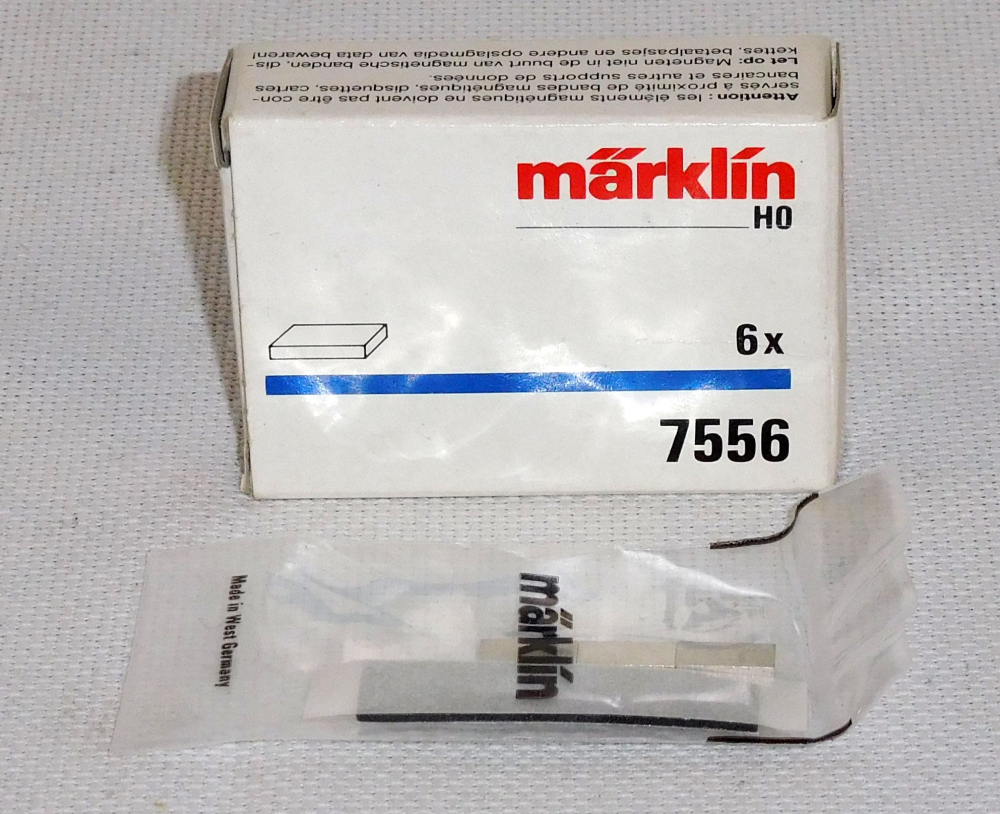 Attention : les éléments magnétiques ne doivent pas être con-
servés à proximité de bandes magnétiques, disquettes, cartes
bancaires et autres supports de données.
Let op: Magneten niet in de buurt van magnetische banden, dis-
kettes, betaalpasjes en andere opslagmedia van data bewaren!
märklín
HO
6x
7556
märklín
Made in West Germany